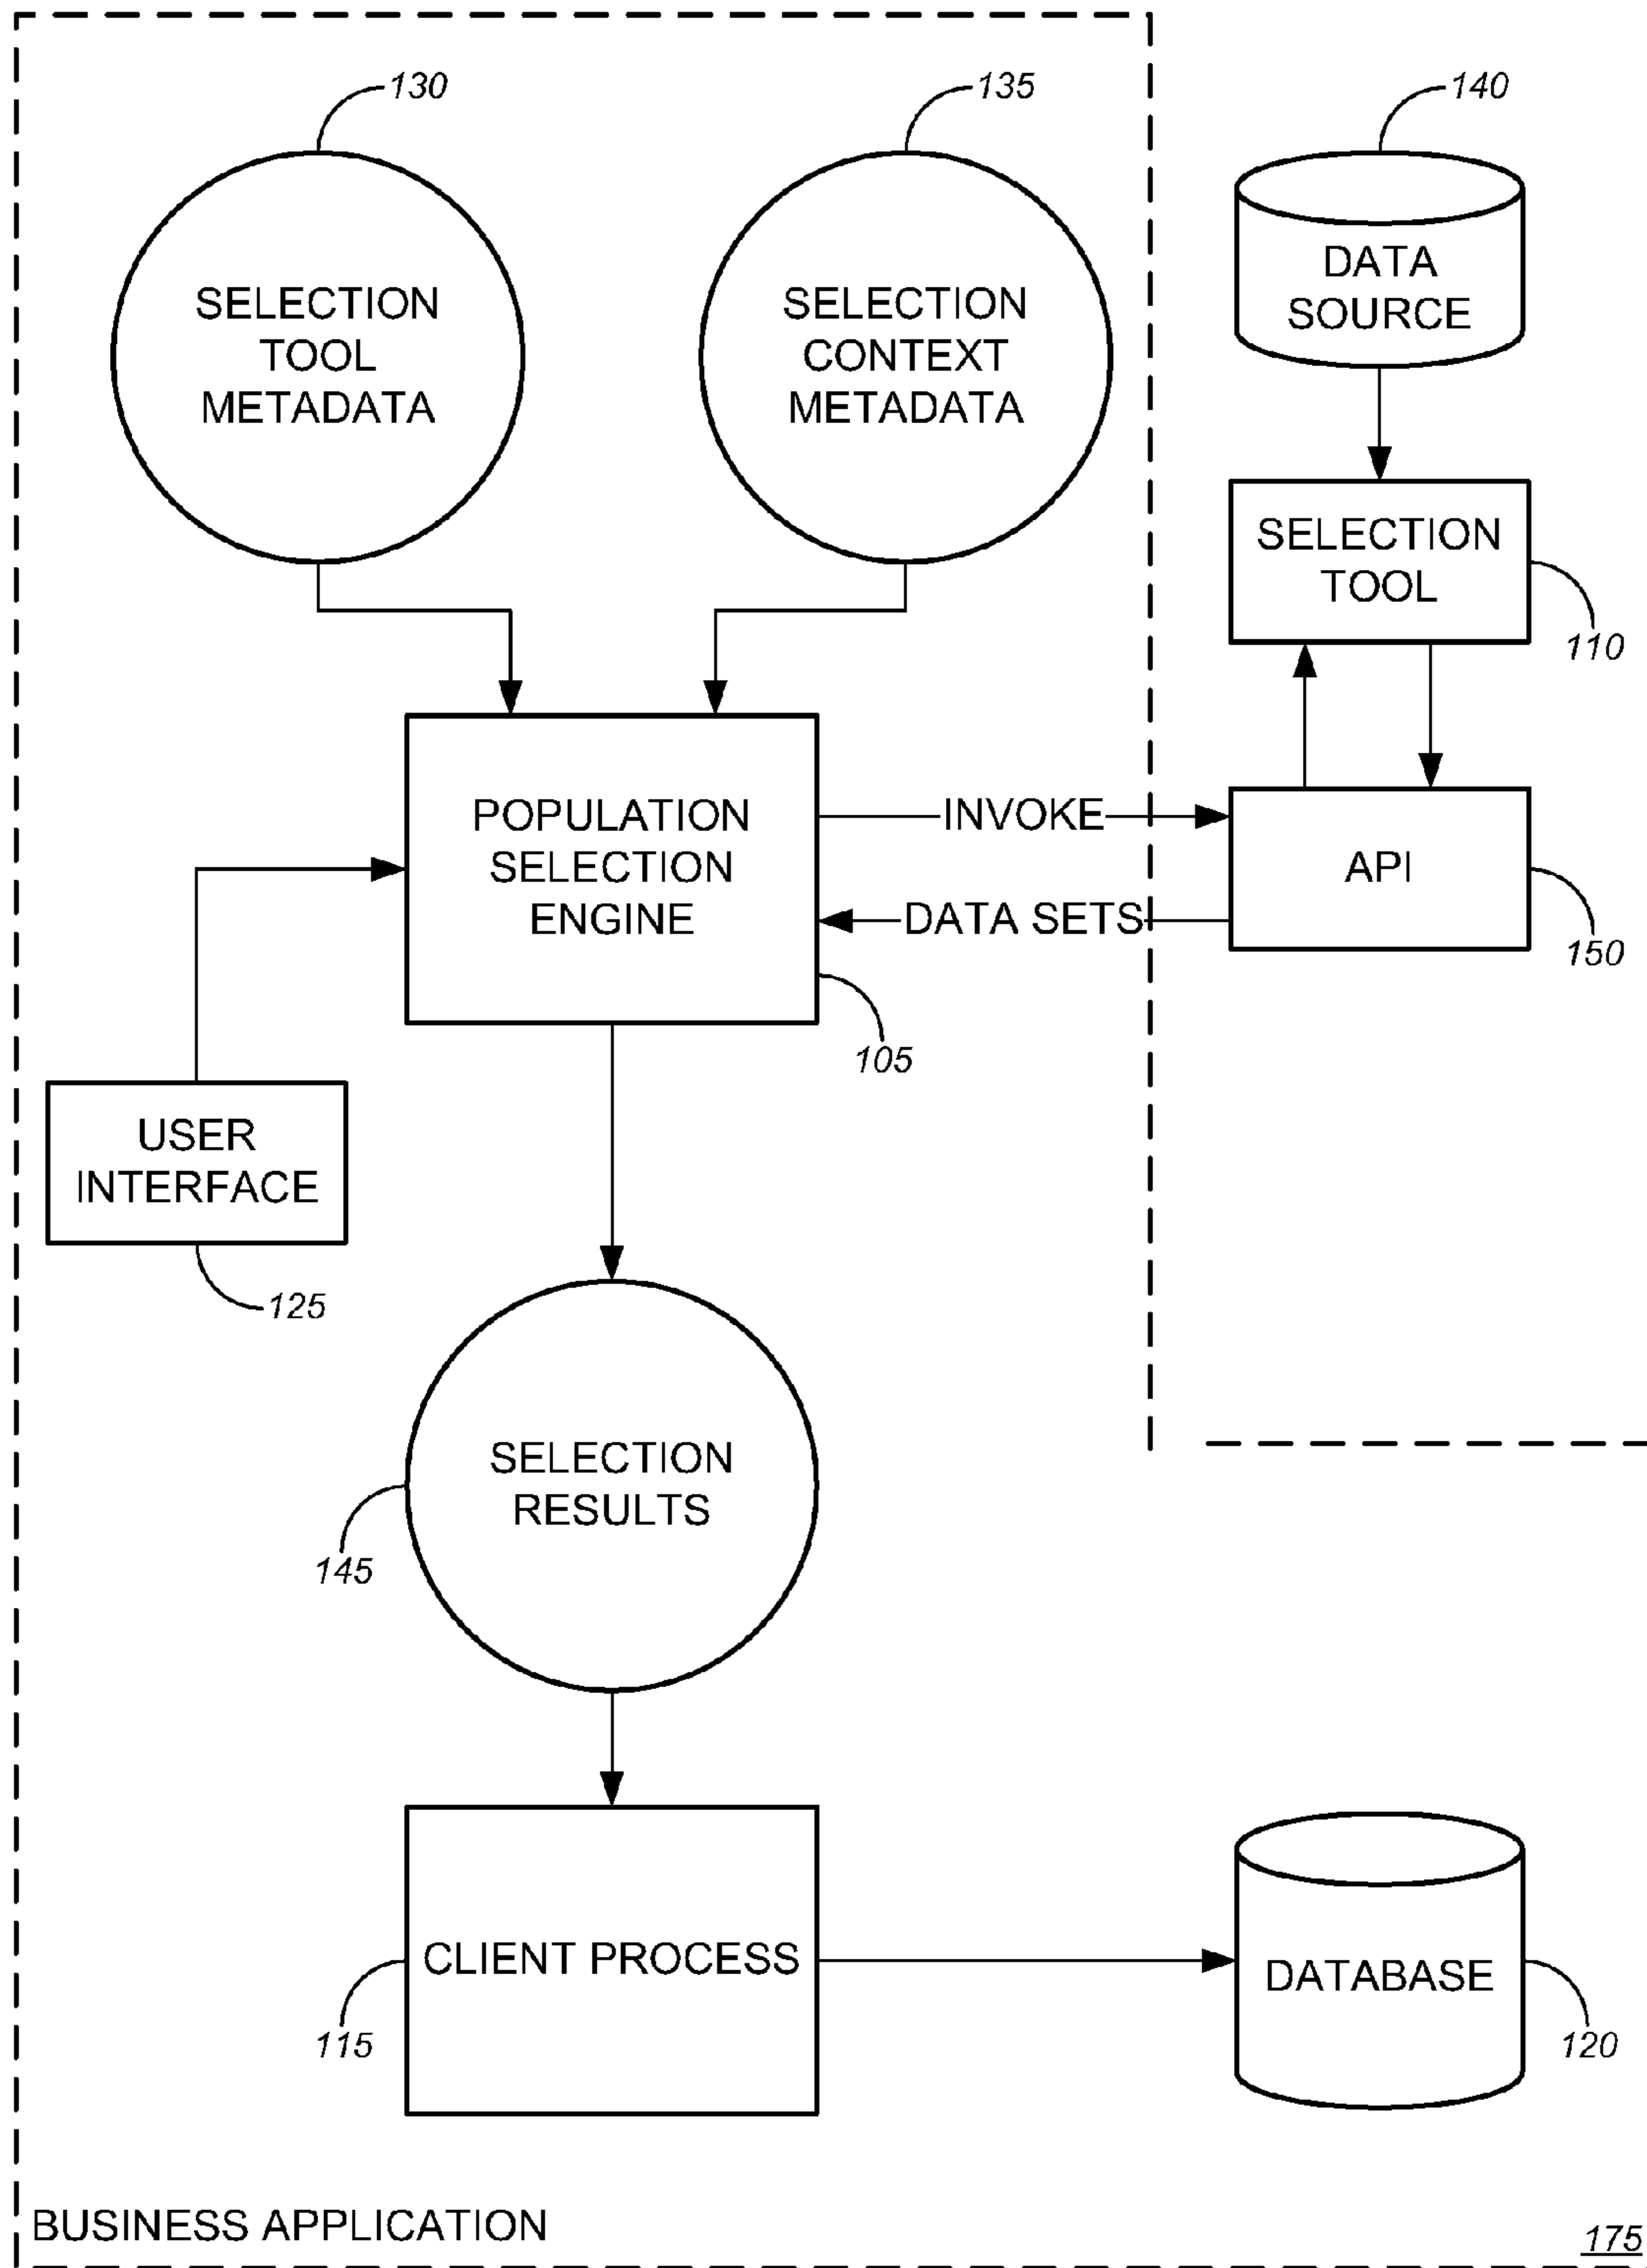 130
135
140
SELECTION
TOOL
METADATA
SELECTION
CONTEXT
METADATA
DATA
SOURCE
SELECTION
TOOL
110
POPULATION
SELECTION
ENGINE
INVOKE
DATA SETS
API
150
105
USER
INTERFACE
125
SELECTION
RESULTS
145
CLIENT PROCESS
115
DATABASE
120
BUSINESS APPLICATION
175